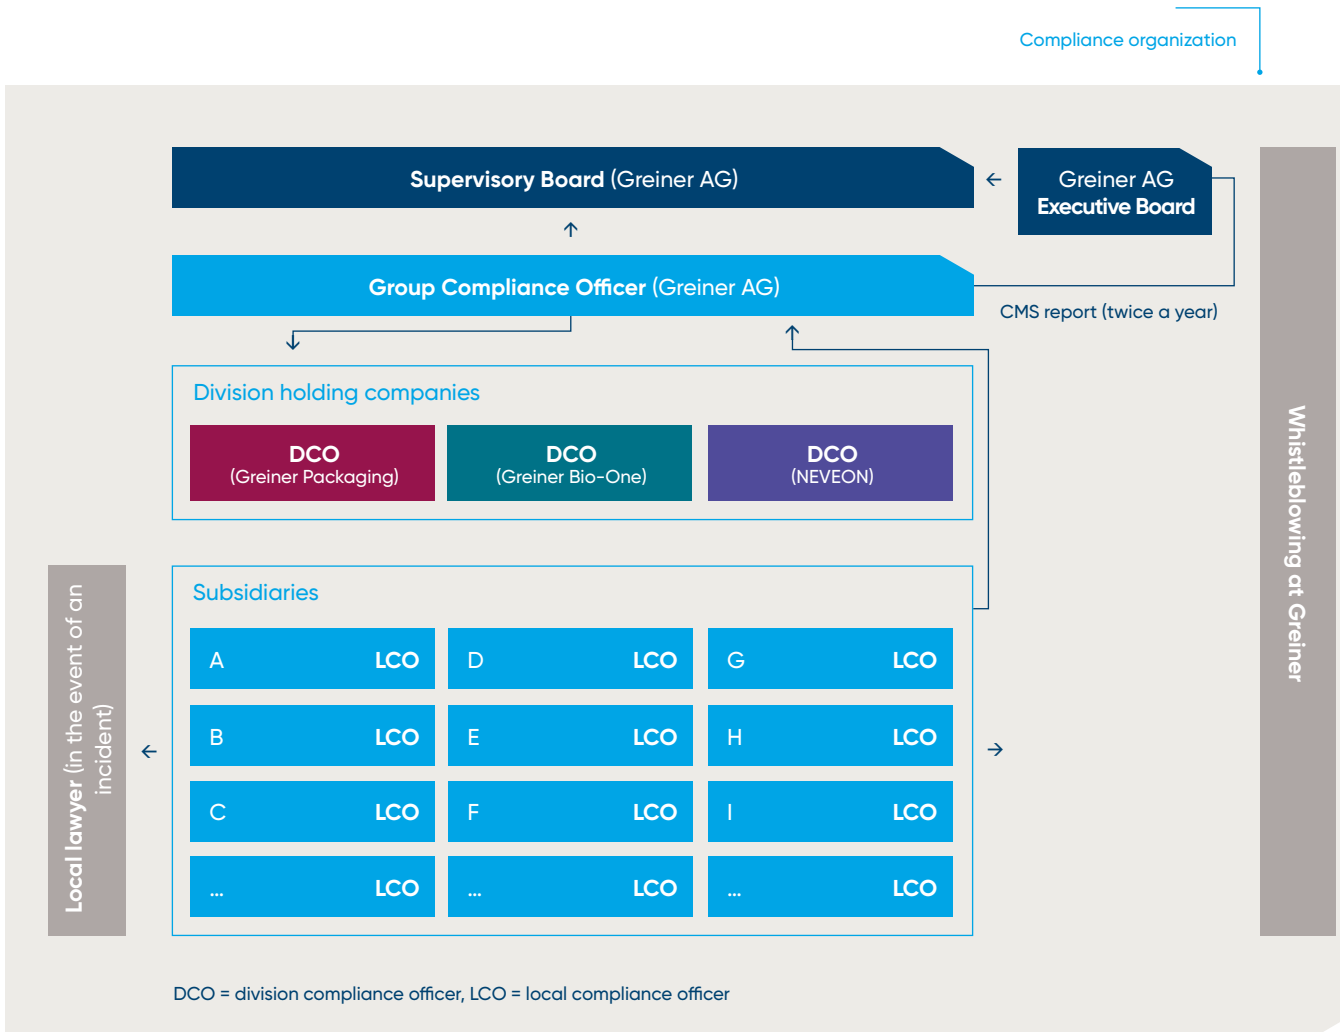 Compliance organization
Supervisory Board (Greiner AG)
Greiner AG
Executive Board
Group Compliance Officer (Greiner AG)
CMS report (twice a year)
Division holding companies
DCO
(Greiner Packaging)
DCO
(Greiner Bio-One)
DCO
(NEVEON)
Subsidiaries
A LCO
D LCO
G LCO
B LCO
E LCO
H LCO
C LCO
F LCO
I LCO
... LCO
... LCO
... LCO
Local lawyer (in the event of an
incident)
Whistleblowing at Greiner
DCO = division compliance officer, LCO = local compliance officer